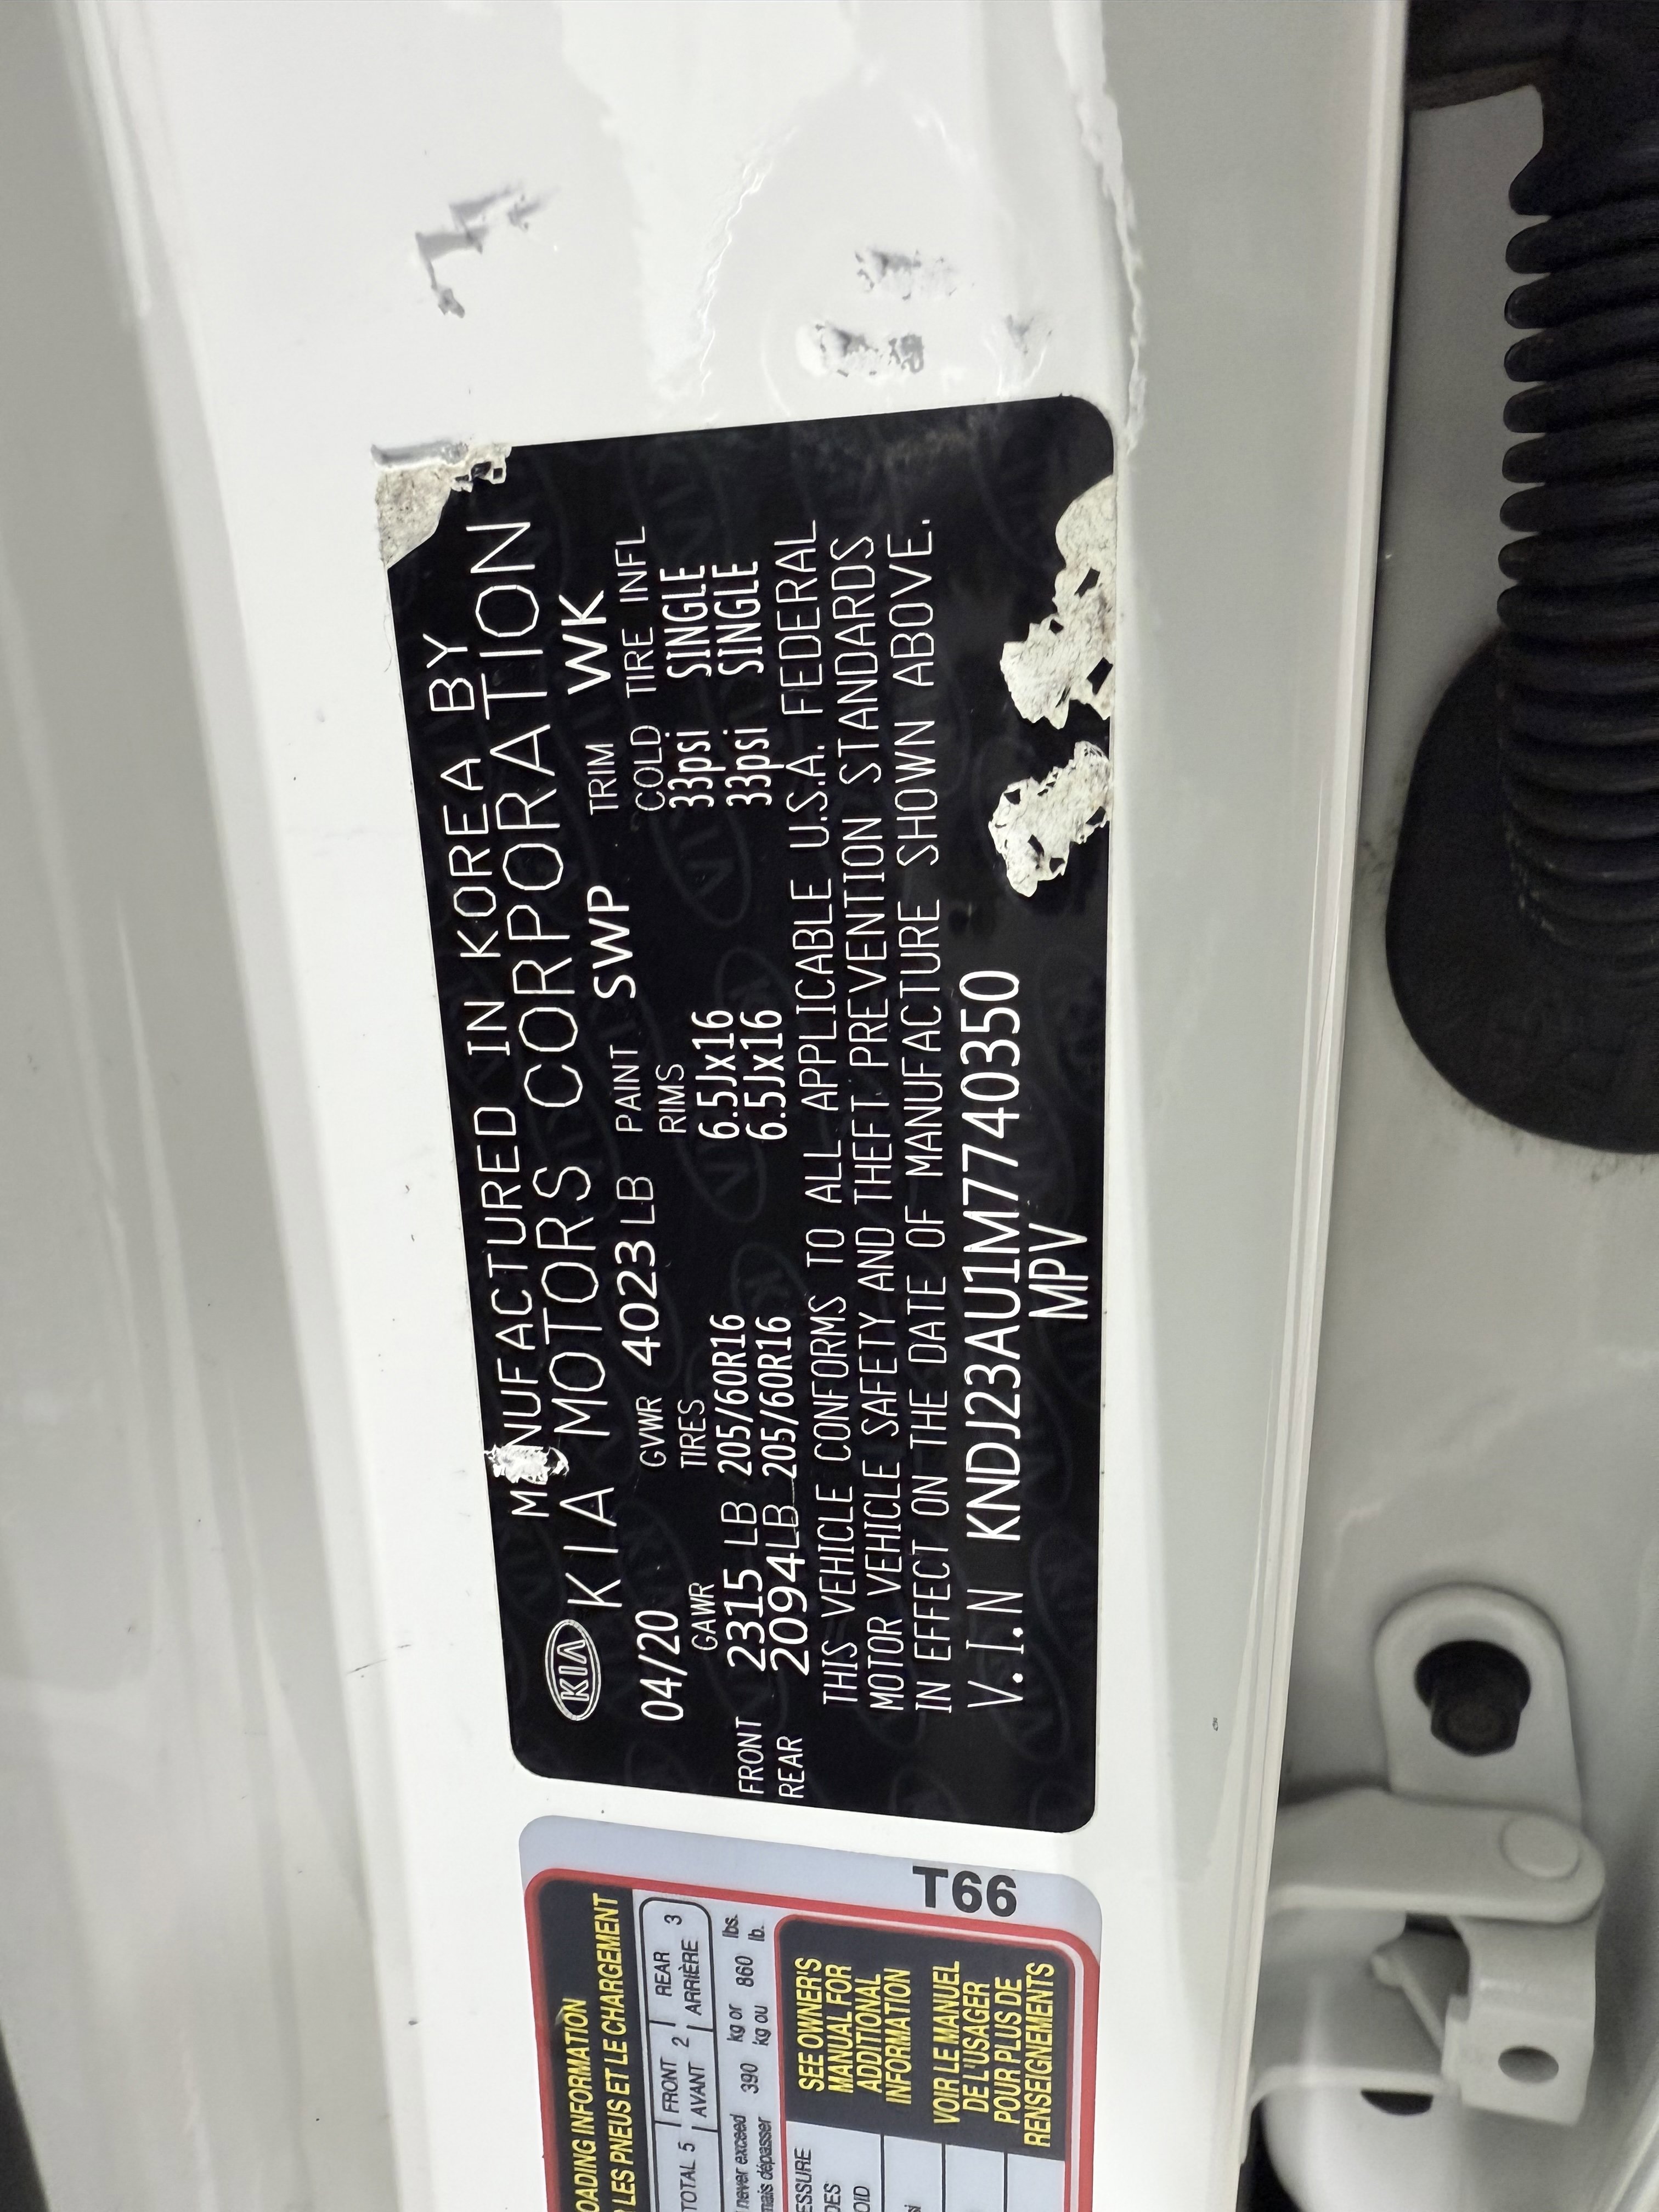 MANUFACTURED IN KOREA BY
KIA KIA MOTORS CORPORATION
04/20 GVWR 4023 LB PAINT SWP TRIM WK
GAWR TIRES RIMS COLD TIRE INFL
FRONT 2315 LB 205/60R16 6.5Jx16 33psi SINGLE
REAR 2094LB 205/60R16 6.5Jx16 33psi SINGLE
THIS VEHICLE CONFORMS TO ALL APPLICABLE U.S.A. FEDERAL
MOTOR VEHICLE SAFETY AND THEFT PREVENTION STANDARDS
IN EFFECT ON THE DATE OF MANUFACTURE SHOWN ABOVE.
V.I.N KNDJ23AU1M7740350
MPV
T66
INFORMATION
LES PNEUS ET LE CHARGEMENT
TOTAL 5 FRONT 2 REAR 3
AVANT ARRIÈRE
never exceed 390 kg or 860 lbs.
dépasser kg ou lb.
SEE OWNER'S
MANUAL FOR
ADDITIONAL
INFORMATION
VOIR LE MANUEL
DE L'USAGER
POUR PLUS DE
RENSEIGNEMENTS